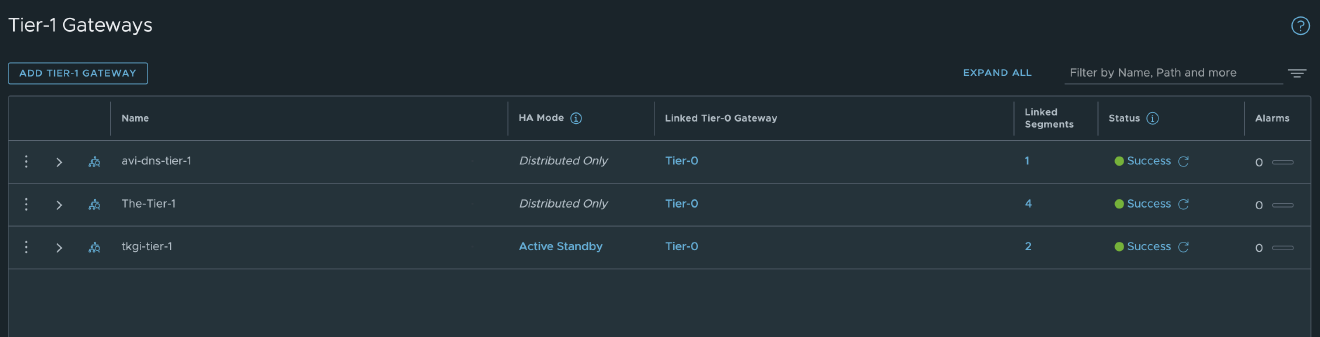 Tier-1 Gateways
ADD TIER-1 GATEWAY
EXPAND ALL
Filter by Name, Path and more
Name HA Mode Linked Tier-0 Gateway Linked Segments Status Alarms
avi-dns-tier-1 Distributed Only Tier-0 1 Success 0
The-Tier-1 Distributed Only Tier-0 4 Success 0
tkgi-tier-1 Active Standby Tier-0 2 Success 0